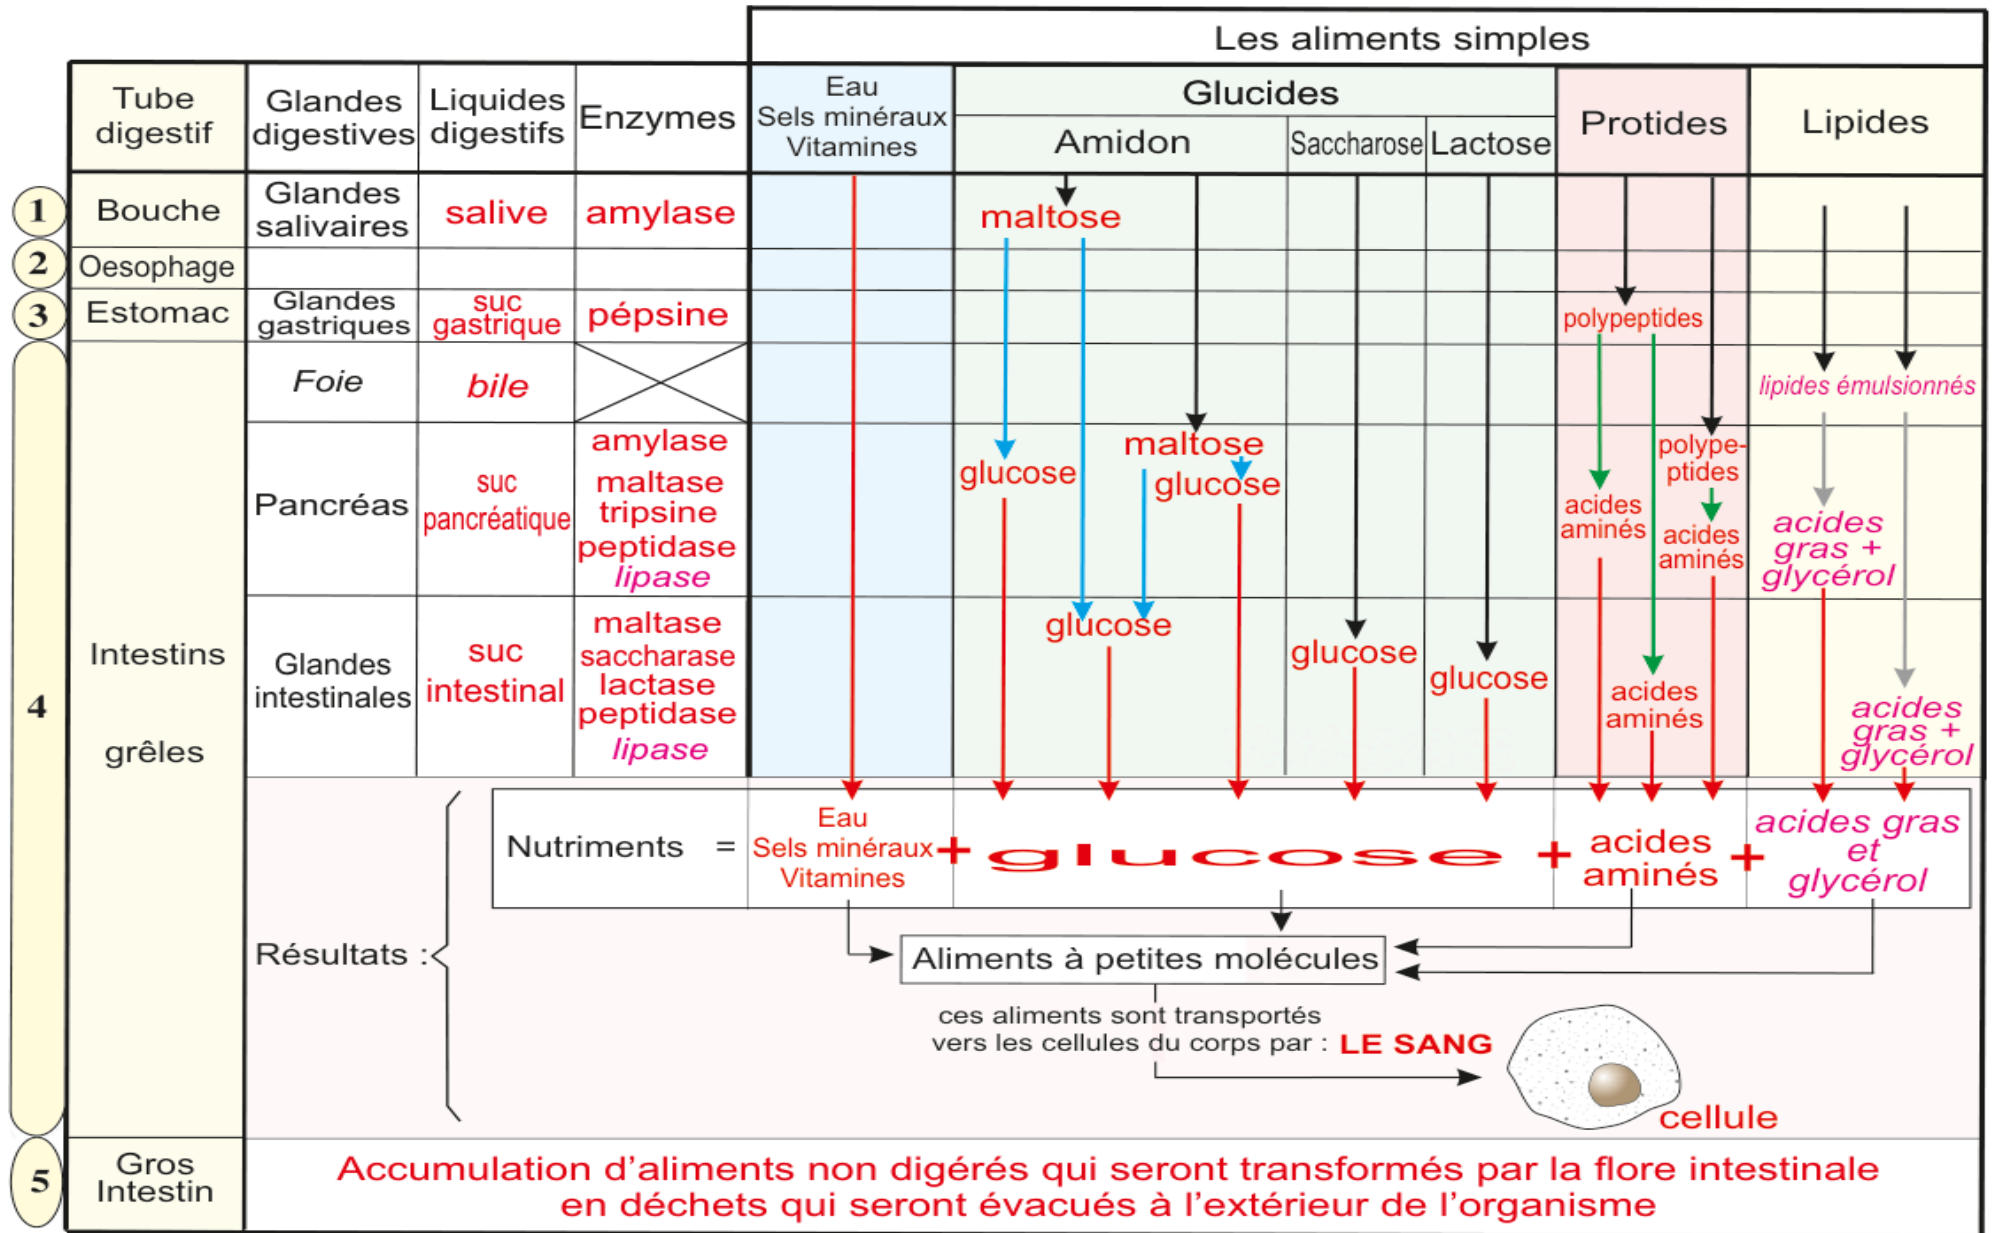 Les aliments simples
Tube
digestif
Glandes
digestives
Liquides
digestifs
Enzymes
Eau
Sels minéraux
Vitamines
Glucides
Amidon
Saccharose
Lactose
Protides
Lipides
1
Bouche
Glandes
salivaires
salive
amylase
maltose
2
Oesophage
3
Estomac
Glandes
gastriques
suc
gastrique
pépsine
polypeptides
4
Intestins
grêles
Foie
bile
lipides émulsionnés
Pancréas
suc
pancréatique
amylase
maltase
tripsine
peptidase
lipase
glucose
maltose
glucose
acides
aminés
polype-
ptides
acides
aminés
acides
gras +
glycérol
Glandes
intestinales
suc
intestinal
maltase
saccharase
lactase
peptidase
lipase
glucose
glucose
glucose
acides
aminés
acides
gras +
glycérol
Résultats :
Nutriments =
Eau
Sels minéraux
Vitamines
+
glucose
+
acides
aminés
+
acides gras
et
glycérol
Aliments à petites molécules
ces aliments sont transportés
vers les cellules du corps par : LE SANG
cellule
5
Gros
Intestin
Accumulation d'aliments non digérés qui seront transformés par la flore intestinale
en déchets qui seront évacués à l'extérieur de l'organisme